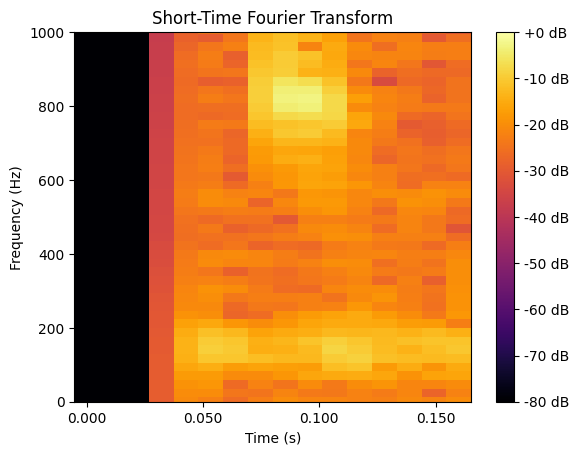 Short-Time Fourier Transform
1000
800
600
400
200
0
Frequency (Hz)
0.000
0.050
0.100
0.150
Time (s)
+0 dB
-10 dB
-20 dB
-30 dB
-40 dB
-50 dB
-60 dB
-70 dB
-80 dB